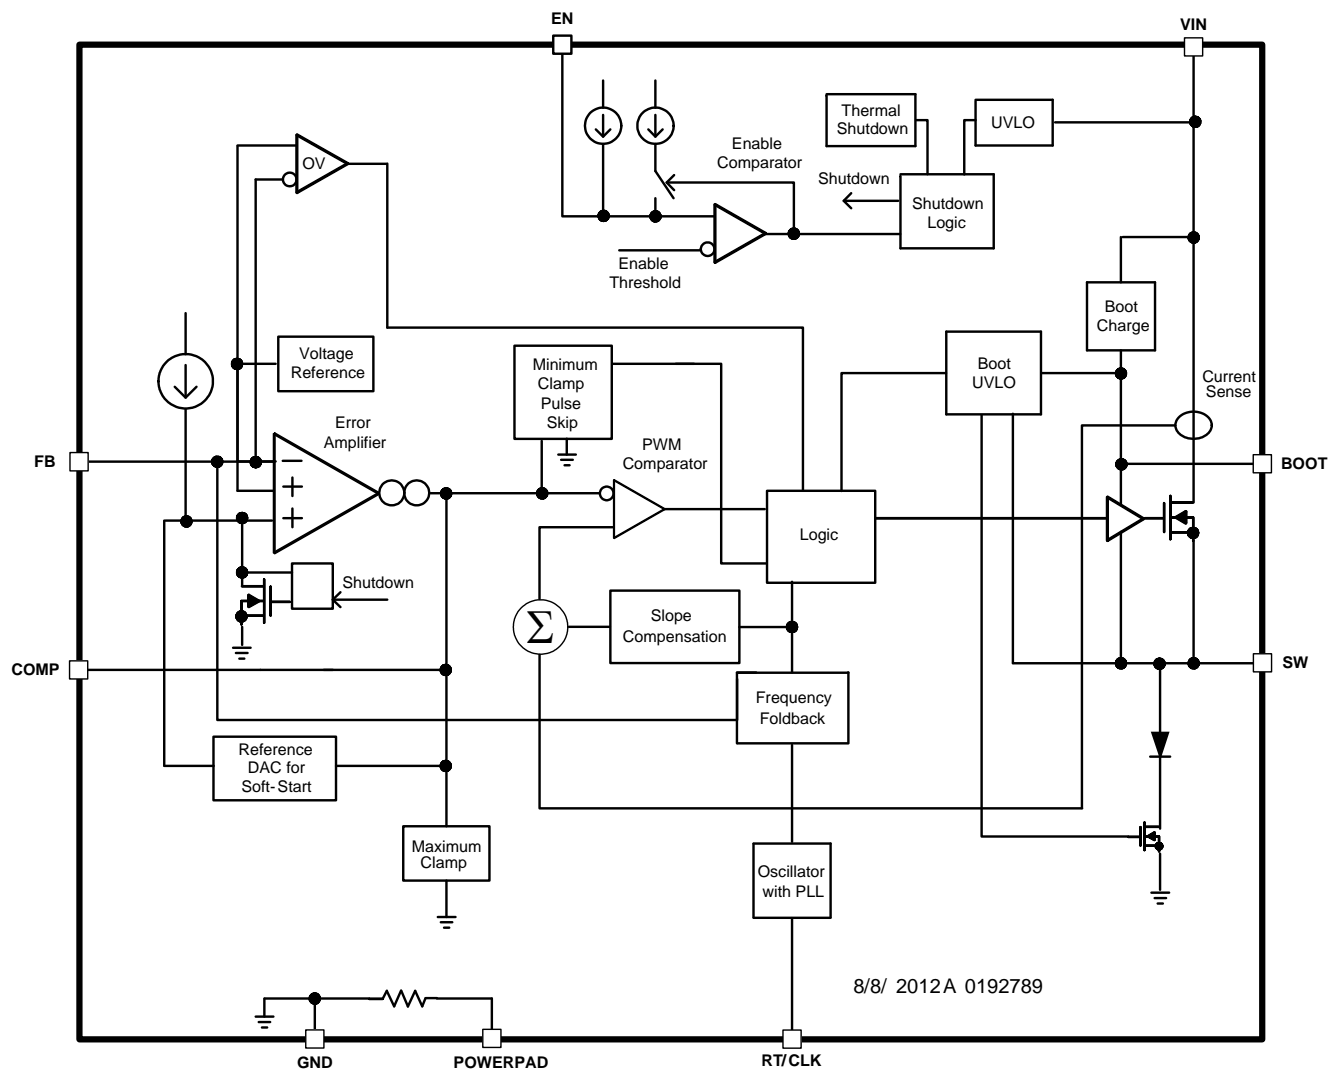 EN
VIN
Thermal
Shutdown
UVLO
Enable
Comparator
OV
Shutdown
Shutdown
Logic
Enable
Threshold
Boot
Charge
Voltage
Reference
Minimum
Clamp
Pulse
Skip
Boot
UVLO
Current
Sense
Error
Amplifier
PWM
Comparator
FB
BOOT
−
+
+
Logic
Shutdown
Σ
Slope
Compensation
COMP
SW
Frequency
Foldback
Reference
DAC for
Soft-Start
Maximum
Clamp
Oscillator
with PLL
8/8/ 2012 A 0192789
GND
POWERPAD
RT/CLK